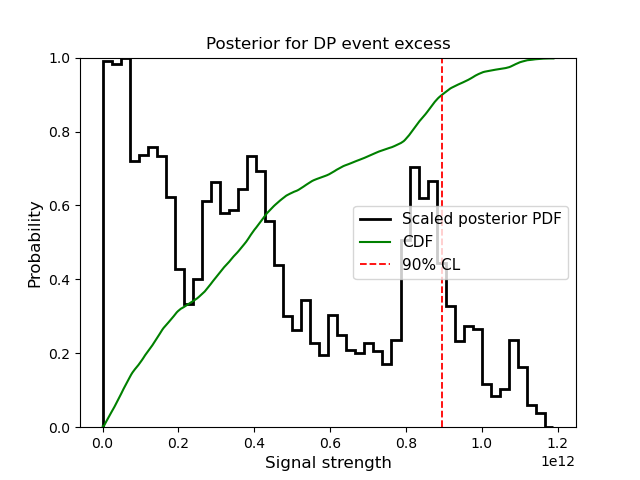 Posterior for DP event excess
Probability
1.0
0.8
0.6
0.4
0.2
0.0
Scaled posterior PDF
CDF
90% CL
0.0 0.2 0.4 0.6 0.8 1.0 1.2
1e12
Signal strength